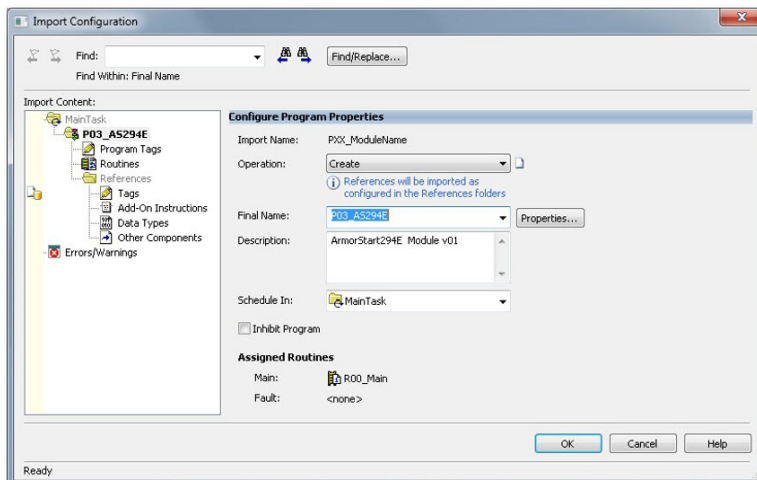 Import Configuration
Find:
Find/Replace...
Find Within: Final Name
Import Content:
MainTask
P03_AS294E
Program Tags
Routines
References
Tags
Add-On Instructions
Data Types
Other Components
Errors/Warnings
Configure Program Properties
Import Name: PXX_ModuleName
Operation: Create
References will be imported as
configured in the References folders
Final Name: P03_AS294E Properties...
Description: ArmorStart294E Module v01
Schedule In: MainTask
Inhibit Program
Assigned Routines
Main: R00_Main
Fault: <none>
OK Cancel Help
Ready